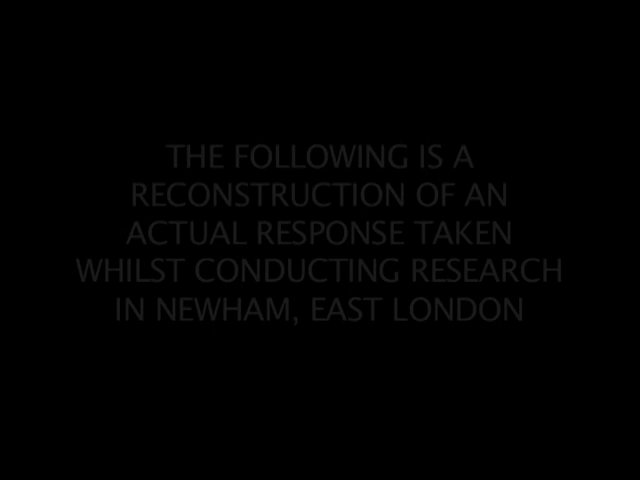 THE FOLLOWING IS A
RECONSTRUCTION OF AN
ACTUAL RESPONSE TAKEN
WHILST CONDUCTING RESEARCH
IN NEWHAM, EAST LONDON